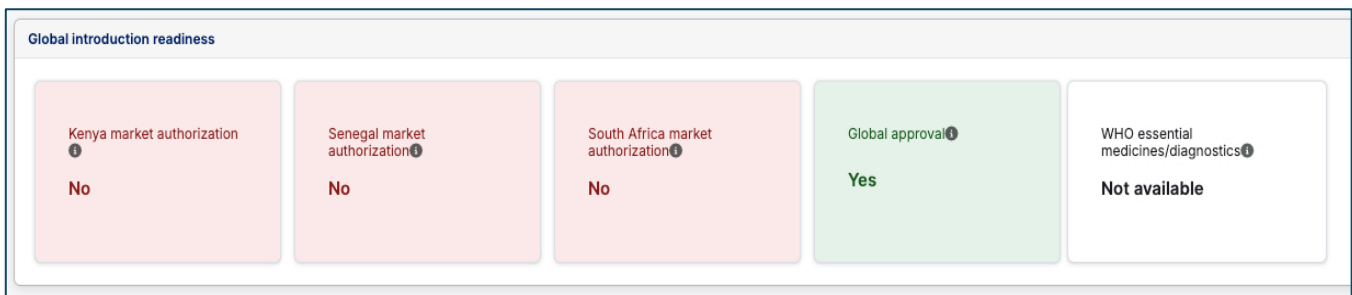 Global introduction readiness
Kenya market authorization
No
Senegal market
authorization
No
South Africa market
authorization
No
Global approval
Yes
WHO essential
medicines/diagnostics
Not available